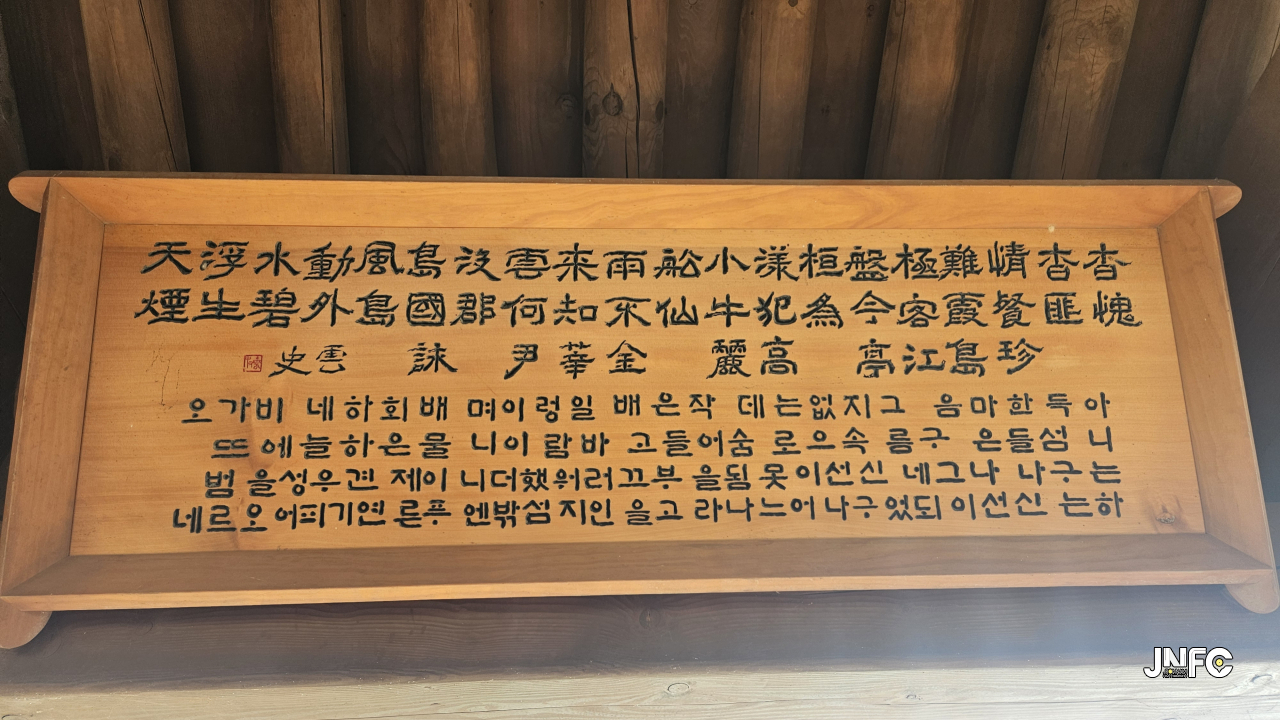 杳杳情難極盤桓漾小舩雨来雲沒島風動水浮天
愧匪餐霞客今為犯牛仙不知何郡國島外碧生煙
珍島江亭 高麗 金莘尹 詠 雲史
아득한마음 그지없는데 작은배 일렁이며 배회하네 비가오
니 섬들은 구름 속으로 숨어들고 바람이니 물은하늘에 뜨
는구나 나그네 신선이못됨을 부끄러워했더니 이제 견우성을 범
하는 신선이 되었구나어느나라 고을 인지섬밖엔 푸른 연기피어오르네
JNFC